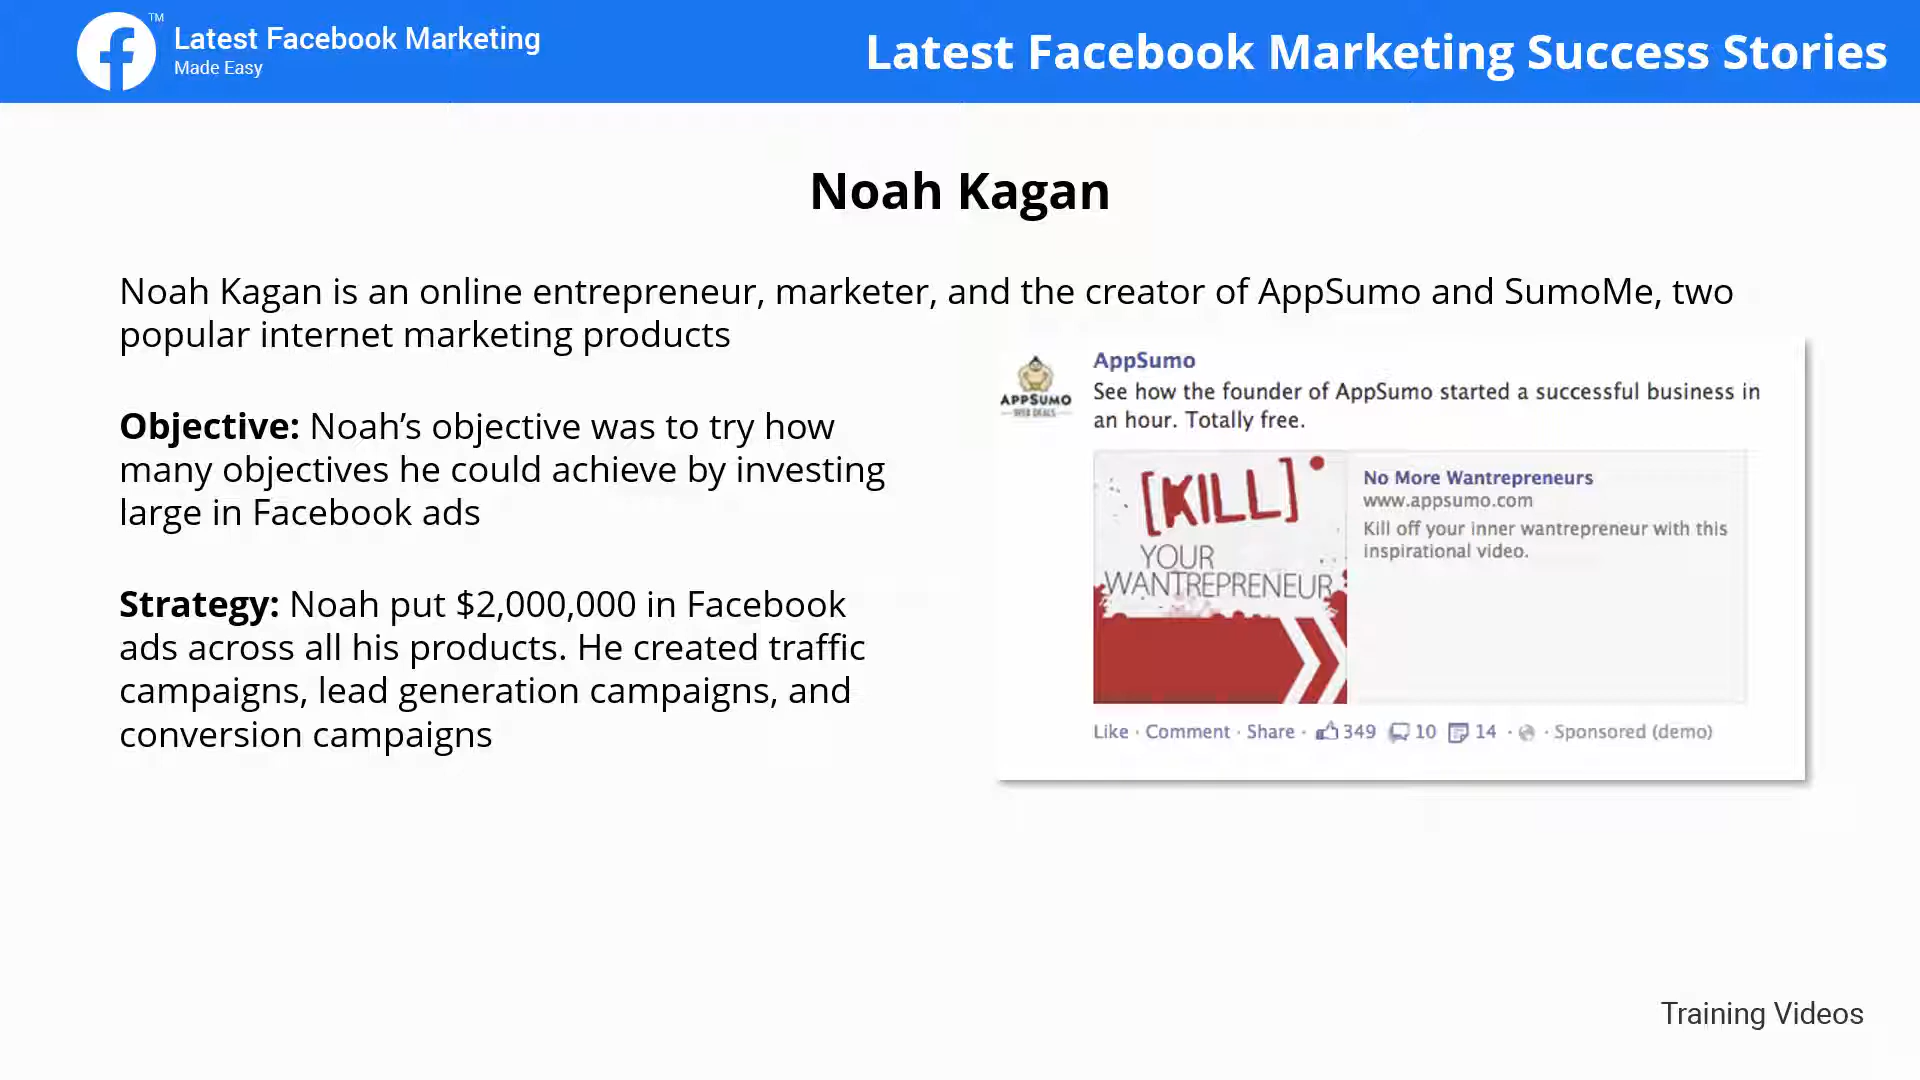 TM
Latest Facebook Marketing
Made Easy
Latest Facebook Marketing Success Stories
Noah Kagan
Noah Kagan is an online entrepreneur, marketer, and the creator of AppSumo and SumoMe, two
popular internet marketing products
Objective: Noah’s objective was to try how
many objectives he could achieve by investing
large in Facebook ads
Strategy: Noah put $2,000,000 in Facebook
ads across all his products. He created traffic
campaigns, lead generation campaigns, and
conversion campaigns
APPSUMO
WEB DEALS
AppSumo
See how the founder of AppSumo started a successful business in
an hour. Totally free.
[KILL]
YOUR
WANTREPRENEUR
No More Wantrepreneurs
www.appsumo.com
Kill off your inner wantrepreneur with this
inspirational video.
Like · Comment · Share · 349 10 14 · · Sponsored (demo)
Training Videos